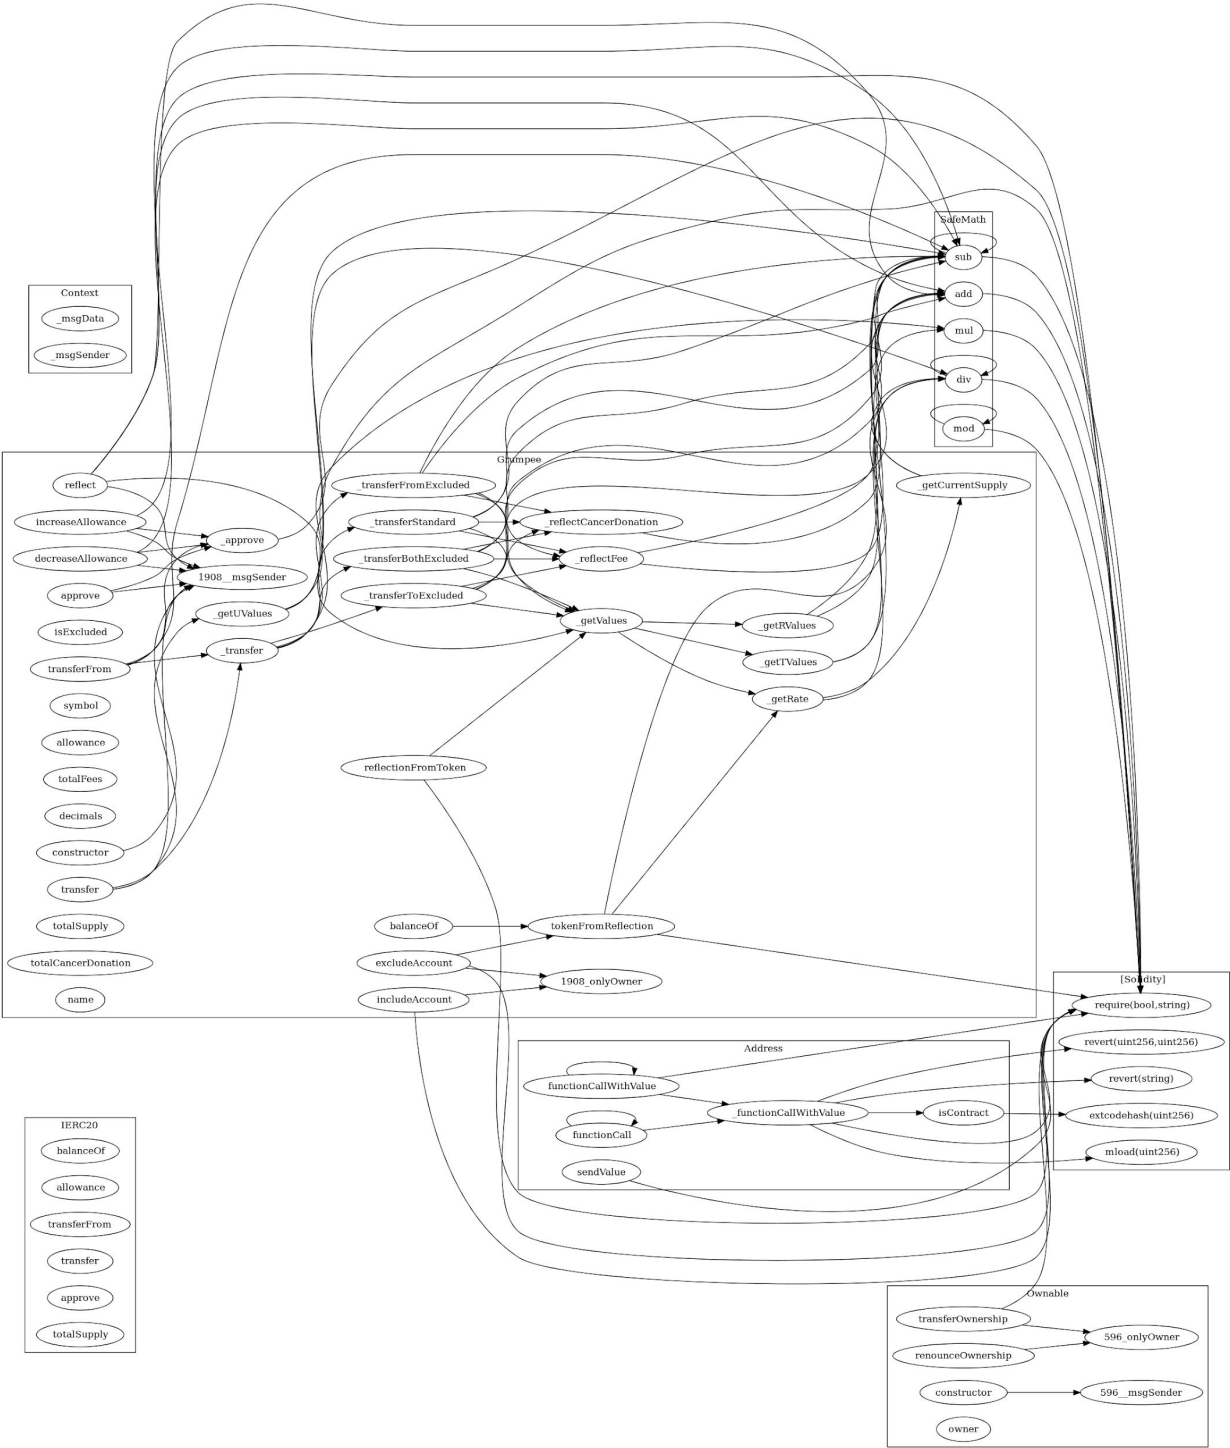 SafeMath
sub
add
mul
div
mod
Context
_msgData
_msgSender
Grumpee
reflect
increaseAllowance
decreaseAllowance
approve
isExcluded
transferFrom
symbol
allowance
totalFees
decimals
constructor
transfer
totalSupply
totalCancerDonation
name
_approve
1908__msgSender
_getUValues
_transfer
_transferFromExcluded
_transferStandard
_transferBothExcluded
_transferToExcluded
reflectionFromToken
balanceOf
excludeAccount
includeAccount
_reflectCancerDonation
_reflectFee
_getValues
tokenFromReflection
1908_onlyOwner
_getRValues
_getTValues
_getRate
_getCurrentSupply
[Solidity]
require(bool,string)
revert(uint256,uint256)
revert(string)
extcodehash(uint256)
mload(uint256)
Address
functionCallWithValue
functionCall
sendValue
_functionCallWithValue
isContract
IERC20
balanceOf
allowance
transferFrom
transfer
approve
totalSupply
Ownable
transferOwnership
renounceOwnership
constructor
owner
596_onlyOwner
596__msgSender